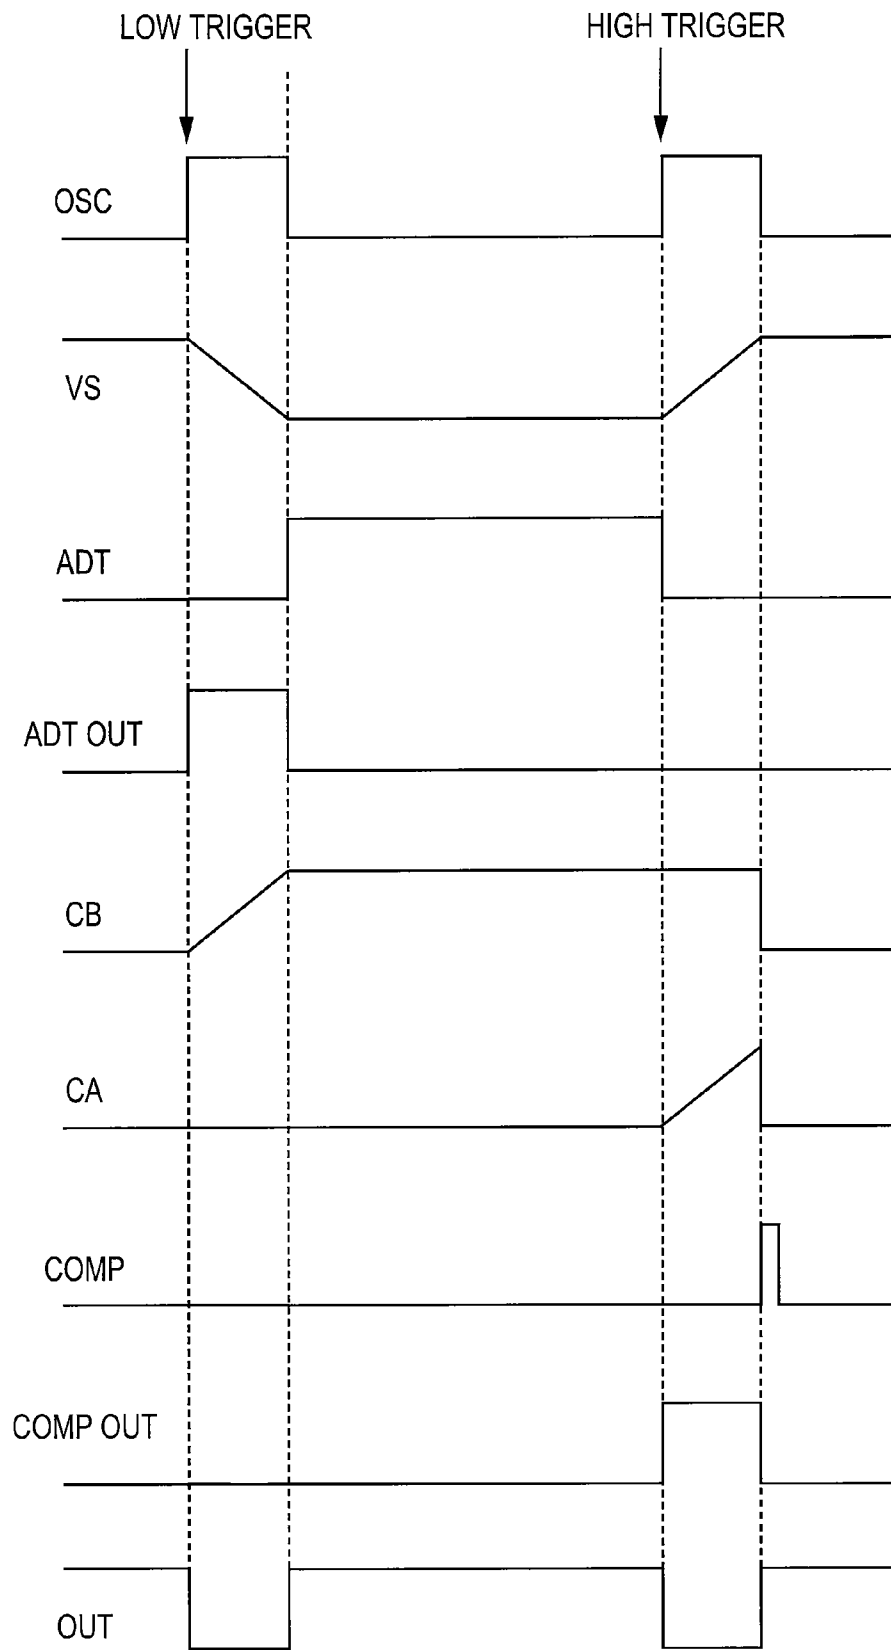 LOW TRIGGER
HIGH TRIGGER
OSC
VS
ADT
ADT OUT
CB
CA
COMP
COMP OUT
OUT